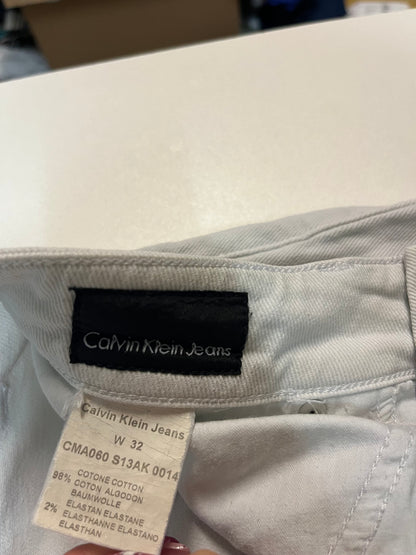 Calvin Klein Jeans
Calvin Klein Jeans
W 32
CMA060 S13AK 0014
98% COTONE COTTON
COTON ALGODON
BAUMWOLLE
2% ELASTAN ELASTANE
ELASTHANNE ELASTANO
ELASTHAN